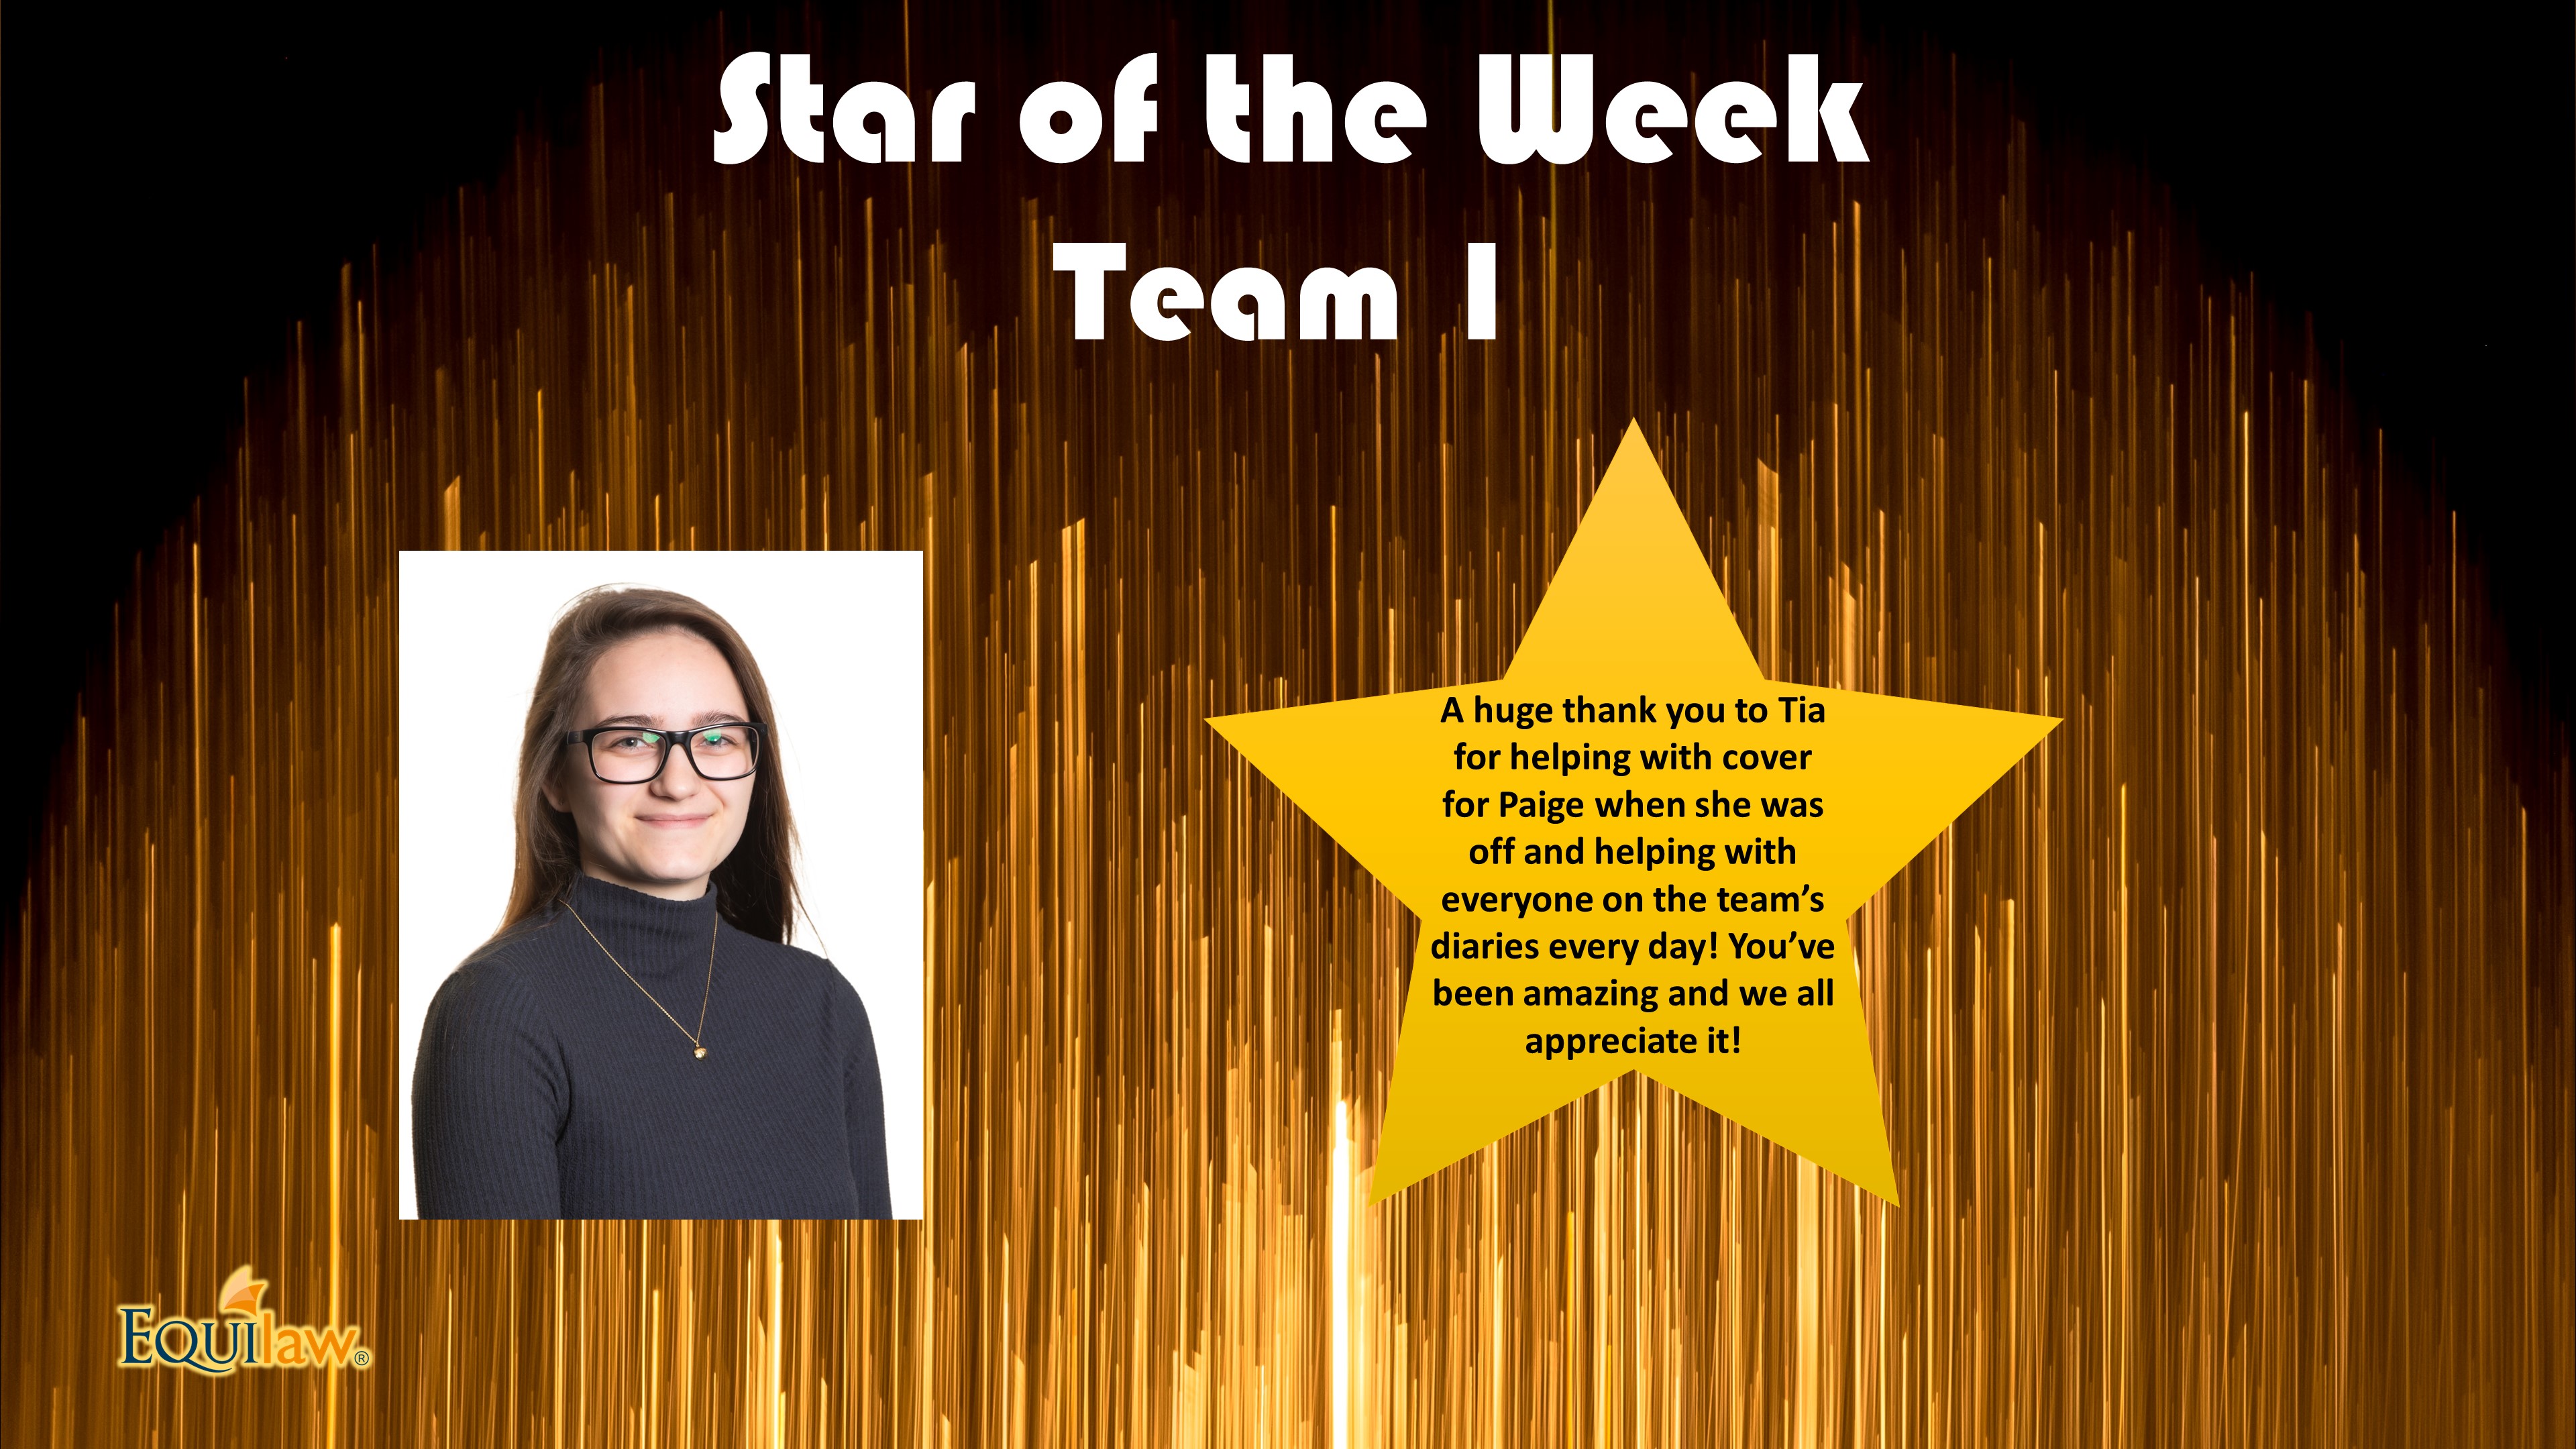 Star of the Week
Team 1
A huge thank you to Tia
for helping with cover
for Paige when she was
off and helping with
everyone on the team’s
diaries every day! You’ve
been amazing and we all
appreciate it!
EQUIlaw®